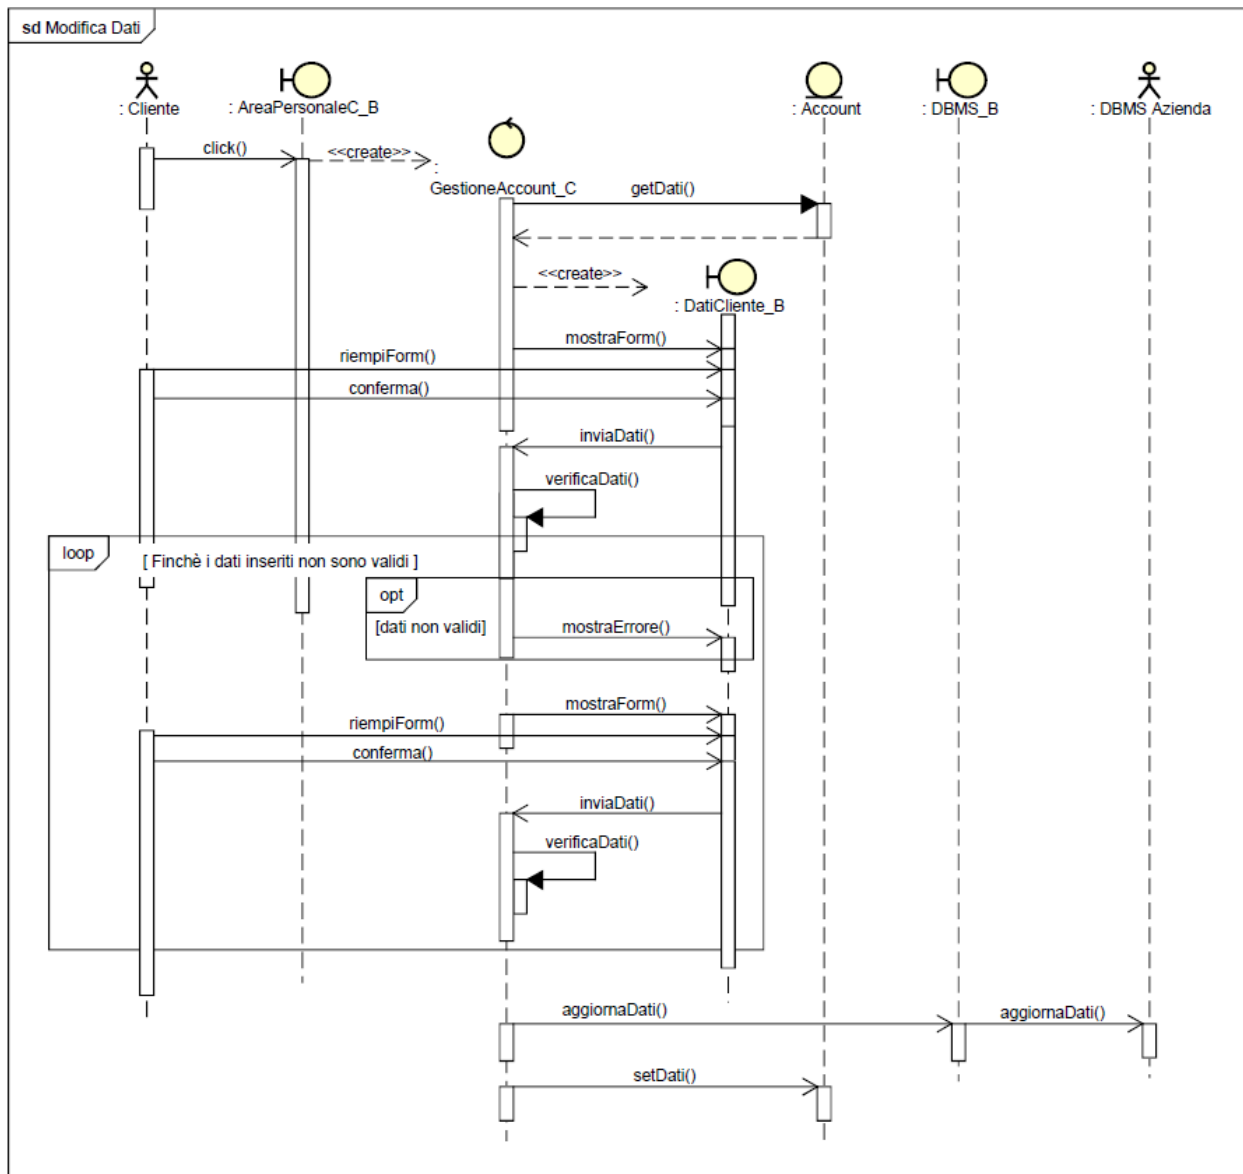 sd Modifica Dati
: Cliente
: AreaPersonaleC_B
: Account
: DBMS_B
: DBMS Azienda
click()
<<create>>
:
GestioneAccount_C
getDati()
<<create>>
: DatiCliente_B
mostraForm()
riempiForm()
conferma()
inviaDati()
verificaDati()
loop
[ Finchè i dati inseriti non sono validi ]
opt
[dati non validi]
mostraErrore()
mostraForm()
riempiForm()
conferma()
inviaDati()
verificaDati()
aggiornaDati()
aggiornaDati()
setDati()